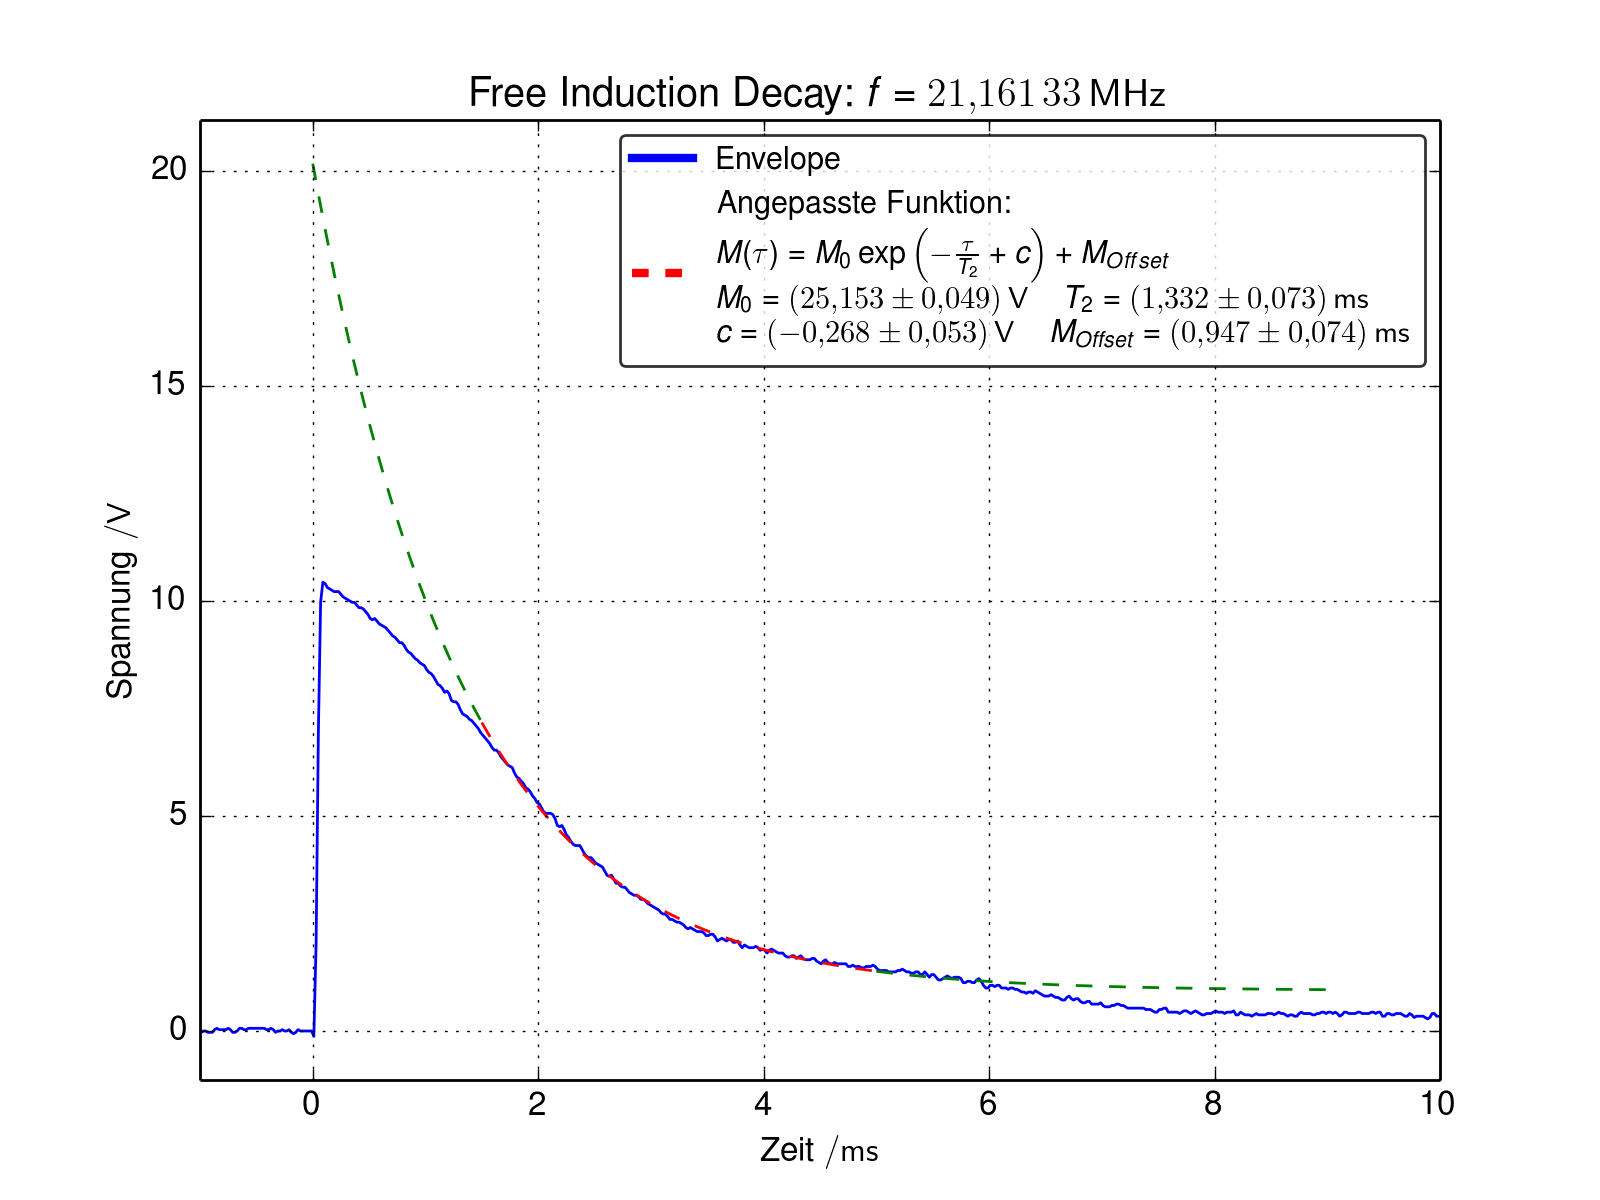 Free Induction Decay: f = 21,161 33 MHz
Envelope
Angepasste Funktion:
M(τ) = M₀ exp (−τ/T₂ + c) + M_Offset
M₀ = (25,153 ± 0,049) V T₂ = (1,332 ± 0,073) ms
c = (−0,268 ± 0,053) V M_Offset = (0,947 ± 0,074) ms
20
15
10
5
0
Spannung /V
0 2 4 6 8 10
Zeit /ms